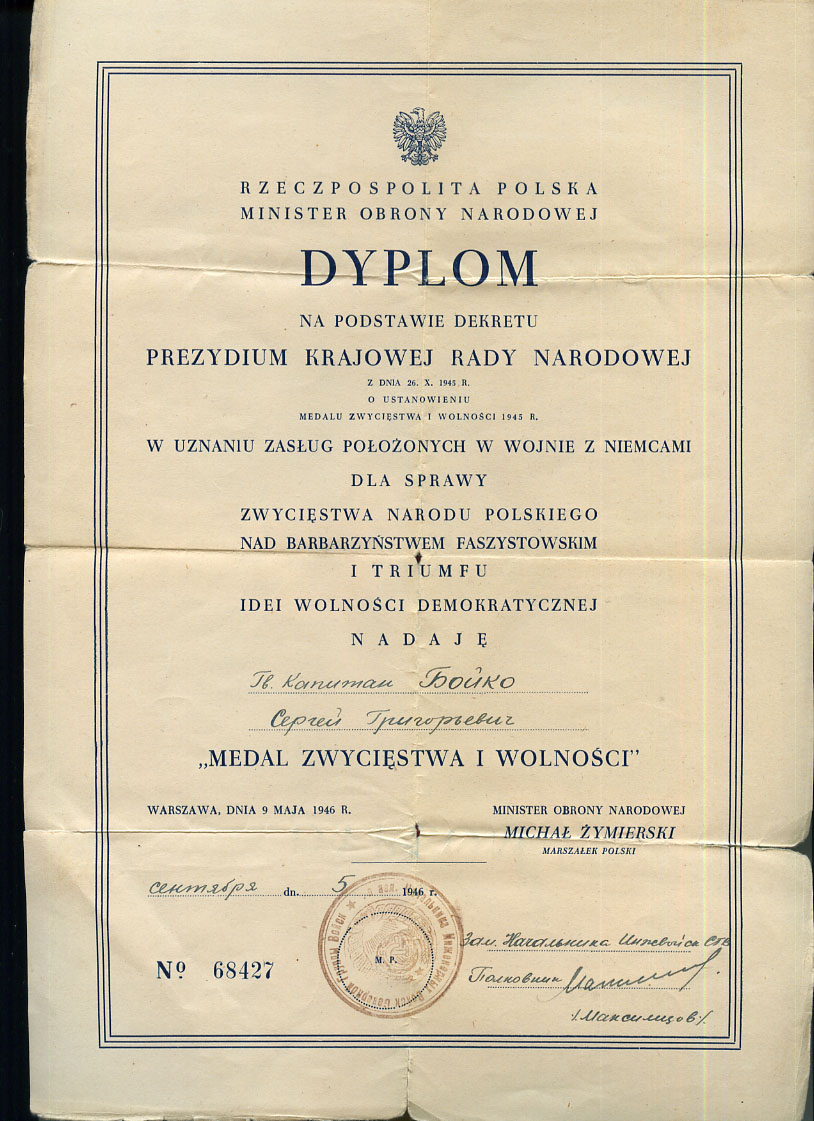 RZECZPOSPOLITA POLSKA
MINISTER OBRONY NARODOWEJ
DYPLOM
NA PODSTAWIE DEKRETU
PREZYDIUM KRAJOWEJ RADY NARODOWEJ
Z DNIA 26. X. 1945 R.
O USTANOWIENIU
MEDALU ZWYCIĘSTWA I WOLNOŚCI 1945 R.
W UZNANIU ZASŁUG POŁOŻONYCH W WOJNIE Z NIEMCAMI
DLA SPRAWY
ZWYCIĘSTWA NARODU POLSKIEGO
NAD BARBARZYŃSTWEM FASZYSTOWSKIM
I TRIUMFU
IDEI WOLNOŚCI DEMOKRATYCZNEJ
NADAJĘ
Гв. Капитан Бойко
Сергей Григорьевич
„MEDAL ZWYCIĘSTWA I WOLNOŚCI”
WARSZAWA, DNIA 9 MAJA 1946 R.
MINISTER OBRONY NARODOWEJ
MICHAŁ ŻYMIERSKI
MARSZAŁEK POLSKI
сентября dn. 5 1946 r.
M. P.
Зам. Начальника Инжвойск СГВ
Полковник
Nº 68427